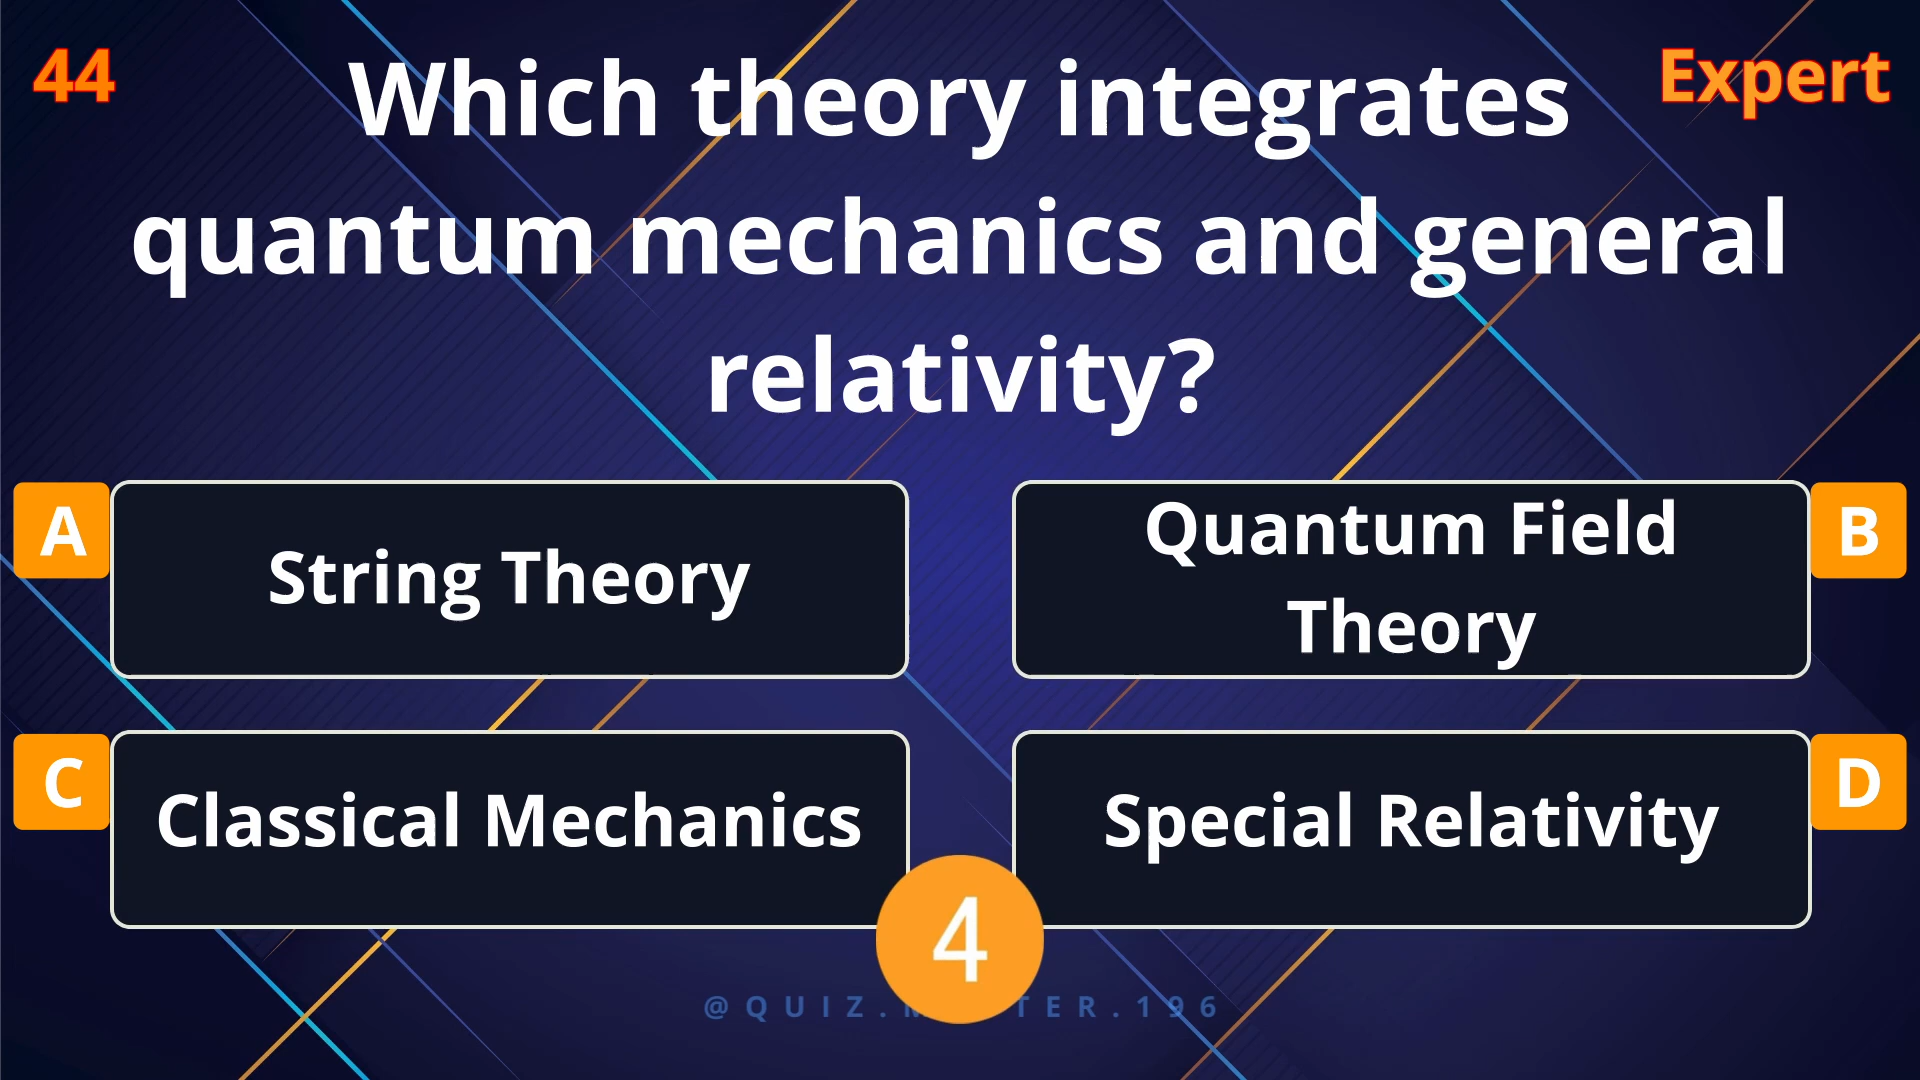 44
Expert
Which theory integrates
quantum mechanics and general
relativity?
A
String Theory
Quantum Field
Theory
B
C
Classical Mechanics
Special Relativity
D
4